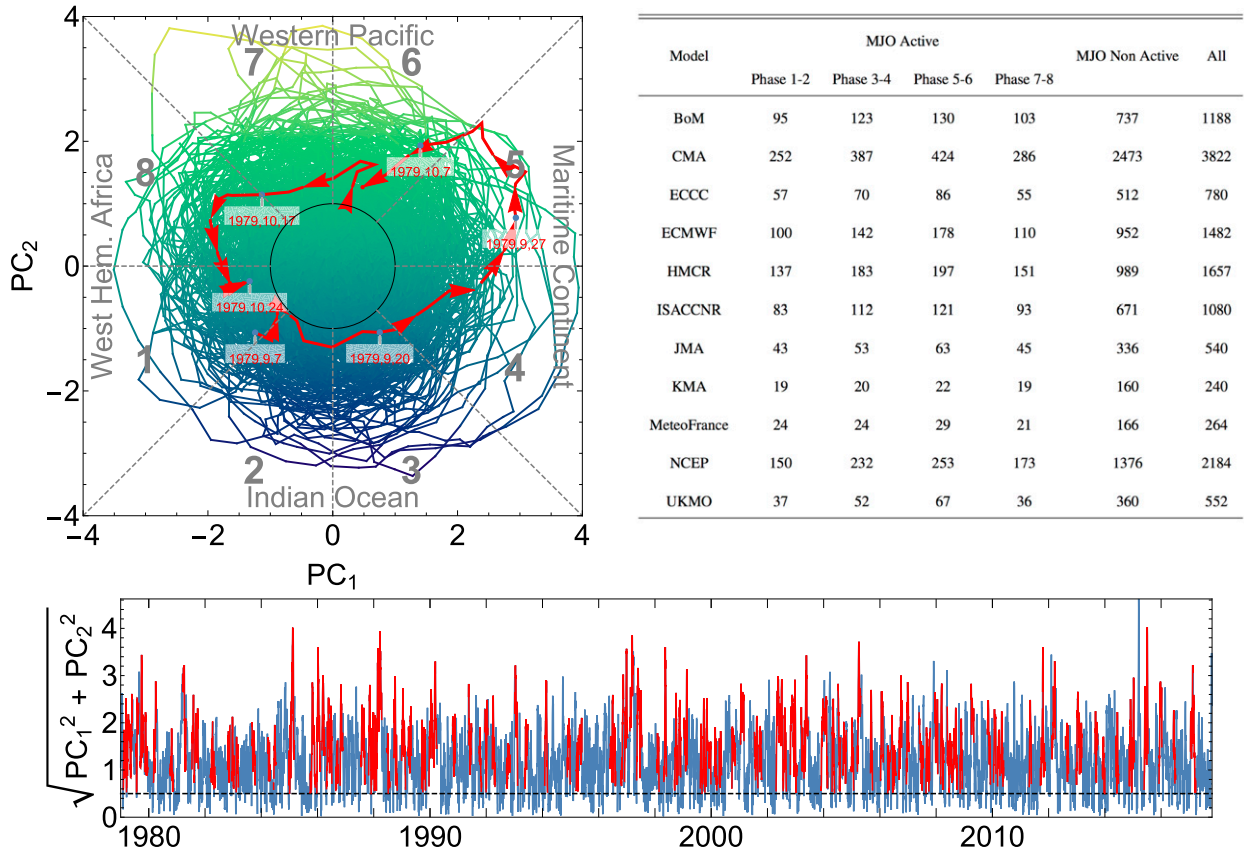 4
2
0
−2
−4
PC2
−4 −2 0 2 4
PC1
Western Pacific
7 6
8 5
West Hem. Africa
Maritime Continent
1 4
2 3
Indian Ocean
1979,10,7
1979,10,17
1979,9,27
1979,10,24
1979,9,7
1979,9,20
Model MJO Active MJO Non Active All
Phase 1-2 Phase 3-4 Phase 5-6 Phase 7-8
BoM 95 123 130 103 737 1188
CMA 252 387 424 286 2473 3822
ECCC 57 70 86 55 512 780
ECMWF 100 142 178 110 952 1482
HMCR 137 183 197 151 989 1657
ISACCNR 83 112 121 93 671 1080
JMA 43 53 63 45 336 540
KMA 19 20 22 19 160 240
MeteoFrance 24 24 29 21 166 264
NCEP 150 232 253 173 1376 2184
UKMO 37 52 67 36 360 552
√PC1² + PC2²
4
3
2
1
0
1980 1990 2000 2010